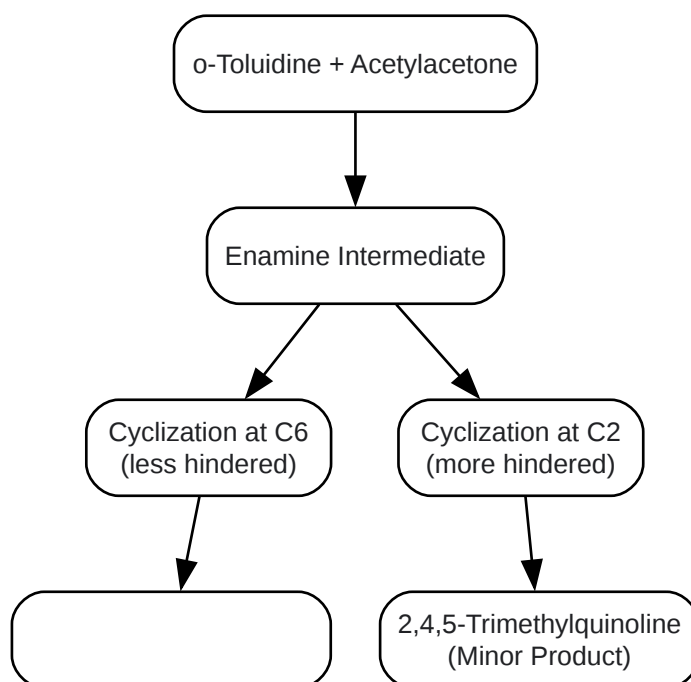 o-Toluidine + Acetylacetone
Enamine Intermediate
Cyclization at C6
(less hindered)
Cyclization at C2
(more hindered)
2,4,5-Trimethylquinoline
(Minor Product)